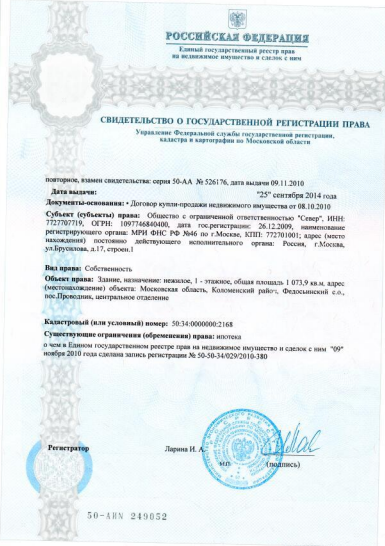 РОССИЙСКАЯ ФЕДЕРАЦИЯ
Единый государственный реестр прав
на недвижимое имущество и сделок с ним
СВИДЕТЕЛЬСТВО О ГОСУДАРСТВЕННОЙ РЕГИСТРАЦИИ ПРАВА
Управление Федеральной службы государственной регистрации,
кадастра и картографии по Московской области
повторное, взамен свидетельства: серия 50-АА № 526176, дата выдачи 09.11.2010
Дата выдачи: "25" сентября 2014 года
Документы-основания: • Договор купли-продажи недвижимого имущества от 08.10.2010
Субъект (субъекты) права: Общество с ограниченной ответственностью "Север", ИНН:
7727707719, ОГРН: 1097746840400, дата гос.регистрации: 26.12.2009, наименование
регистрирующего органа: МРИ ФНС РФ №46 по г.Москве, КПП: 772701001; адрес (место
нахождения) постоянно действующего исполнительного органа: Россия, г.Москва,
ул.Брусилова, д.17, строен.1
Вид права: Собственность
Объект права: Здание, назначение: нежилое, 1 - этажное, общая площадь 1 073,9 кв.м, адрес
(местонахождение) объекта: Московская область, Коломенский район, Федосьинский с.о.,
пос.Проводник, центральное отделение
Кадастровый (или условный) номер: 50:34:0000000:2168
Существующие ограничения (обременения) права: ипотека
о чем в Едином государственном реестре прав на недвижимое имущество и сделок с ним "09"
ноября 2010 года сделана запись регистрации № 50-50-34/029/2010-380
Регистратор Ларина И. А.
М.П. (подпись)
50-АНN 249052